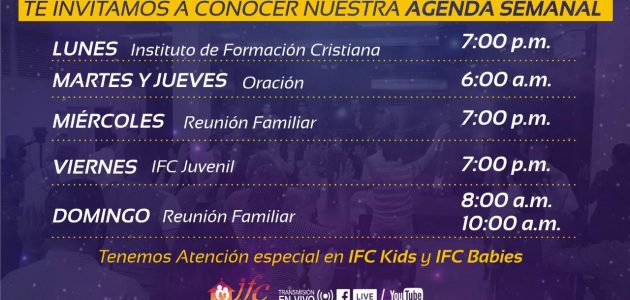 TE INVITAMOS A CONOCER NUESTRA AGENDA SEMANAL
LUNES Instituto de Formación Cristiana 7:00 p.m.
MARTES Y JUEVES Oración 6:00 a.m.
MIÉRCOLES Reunión Familiar 7:00 p.m.
VIERNES IFC Juvenil 7:00 p.m.
DOMINGO Reunión Familiar 8:00 a.m.
10:00 a.m.
Tenemos Atención especial en IFC Kids y IFC Babies
ifc TRANSMISIÓN EN VIVO f LIVE / YouTube